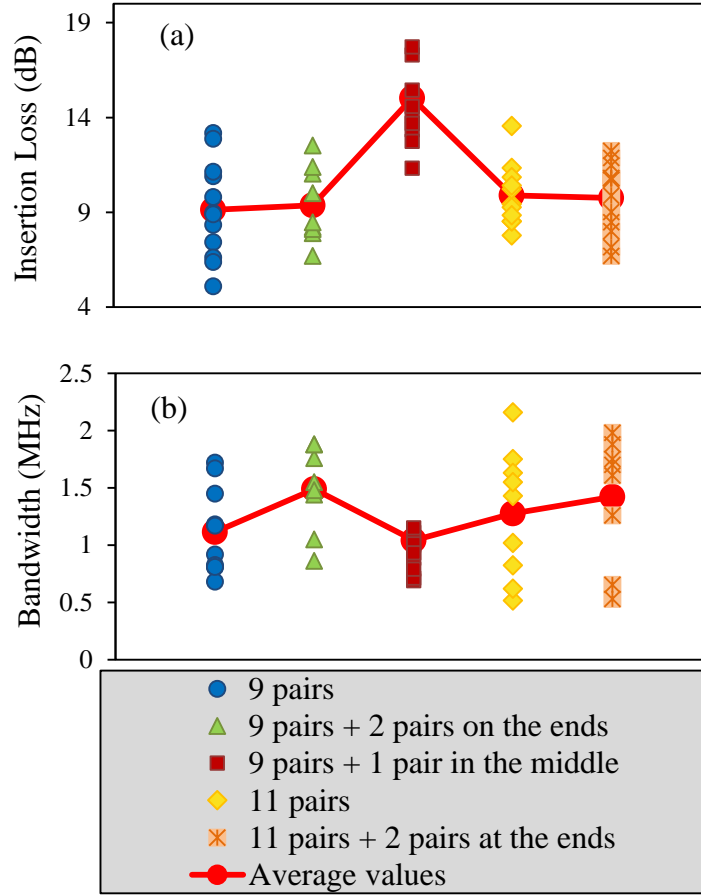 19
(a)
14
9
4
Insertion Loss (dB)
2.5
(b)
2
1.5
1
0.5
0
Bandwidth (MHz)
9 pairs
9 pairs + 2 pairs on the ends
9 pairs + 1 pair in the middle
11 pairs
11 pairs + 2 pairs at the ends
Average values